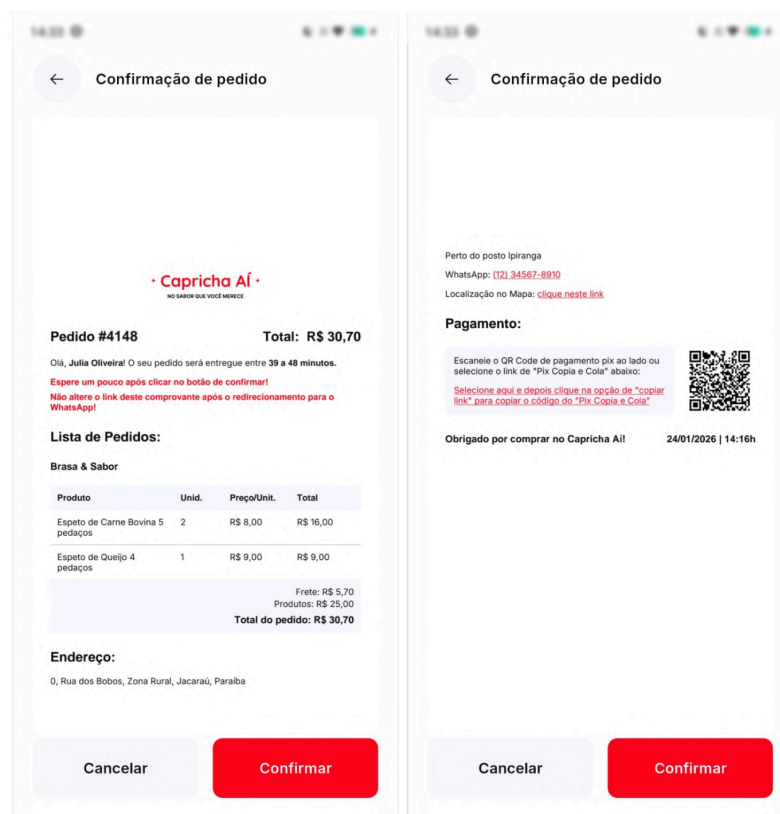 14:33
Confirmação de pedido
Capricha AÍ
NO SABOR QUE VOCÊ MERECE
Pedido #4148
Total: R$ 30,70
Olá, Julia Oliveira! O seu pedido será entregue entre 39 a 48 minutos.
Espere um pouco após clicar no botão de confirmar!
Não altere o link deste comprovante após o redirecionamento para o
WhatsApp!
Lista de Pedidos:
Brasa & Sabor
Produto Unid. Preço/Unit. Total
Espeto de Carne Bovina 5 2 R$ 8,00 R$ 16,00
pedaços
Espeto de Queijo 4 1 R$ 9,00 R$ 9,00
pedaços
Frete: R$ 5,70
Produtos: R$ 25,00
Total do pedido: R$ 30,70
Endereço:
0, Rua dos Bobos, Zona Rural, Jacaraú, Paraíba
Cancelar
Confirmar
14:33
Confirmação de pedido
Perto do posto Ipiranga
WhatsApp: (12) 34567-8910
Localização no Mapa: clique neste link
Pagamento:
Escaneie o QR Code de pagamento pix ao lado ou
selecione o link de "Pix Copia e Cola" abaixo:
Selecione aqui e depois clique na opção de "copiar
link" para copiar o código do "Pix Copia e Cola"
Obrigado por comprar no Capricha Aí!
24/01/2026 | 14:16h
Cancelar
Confirmar